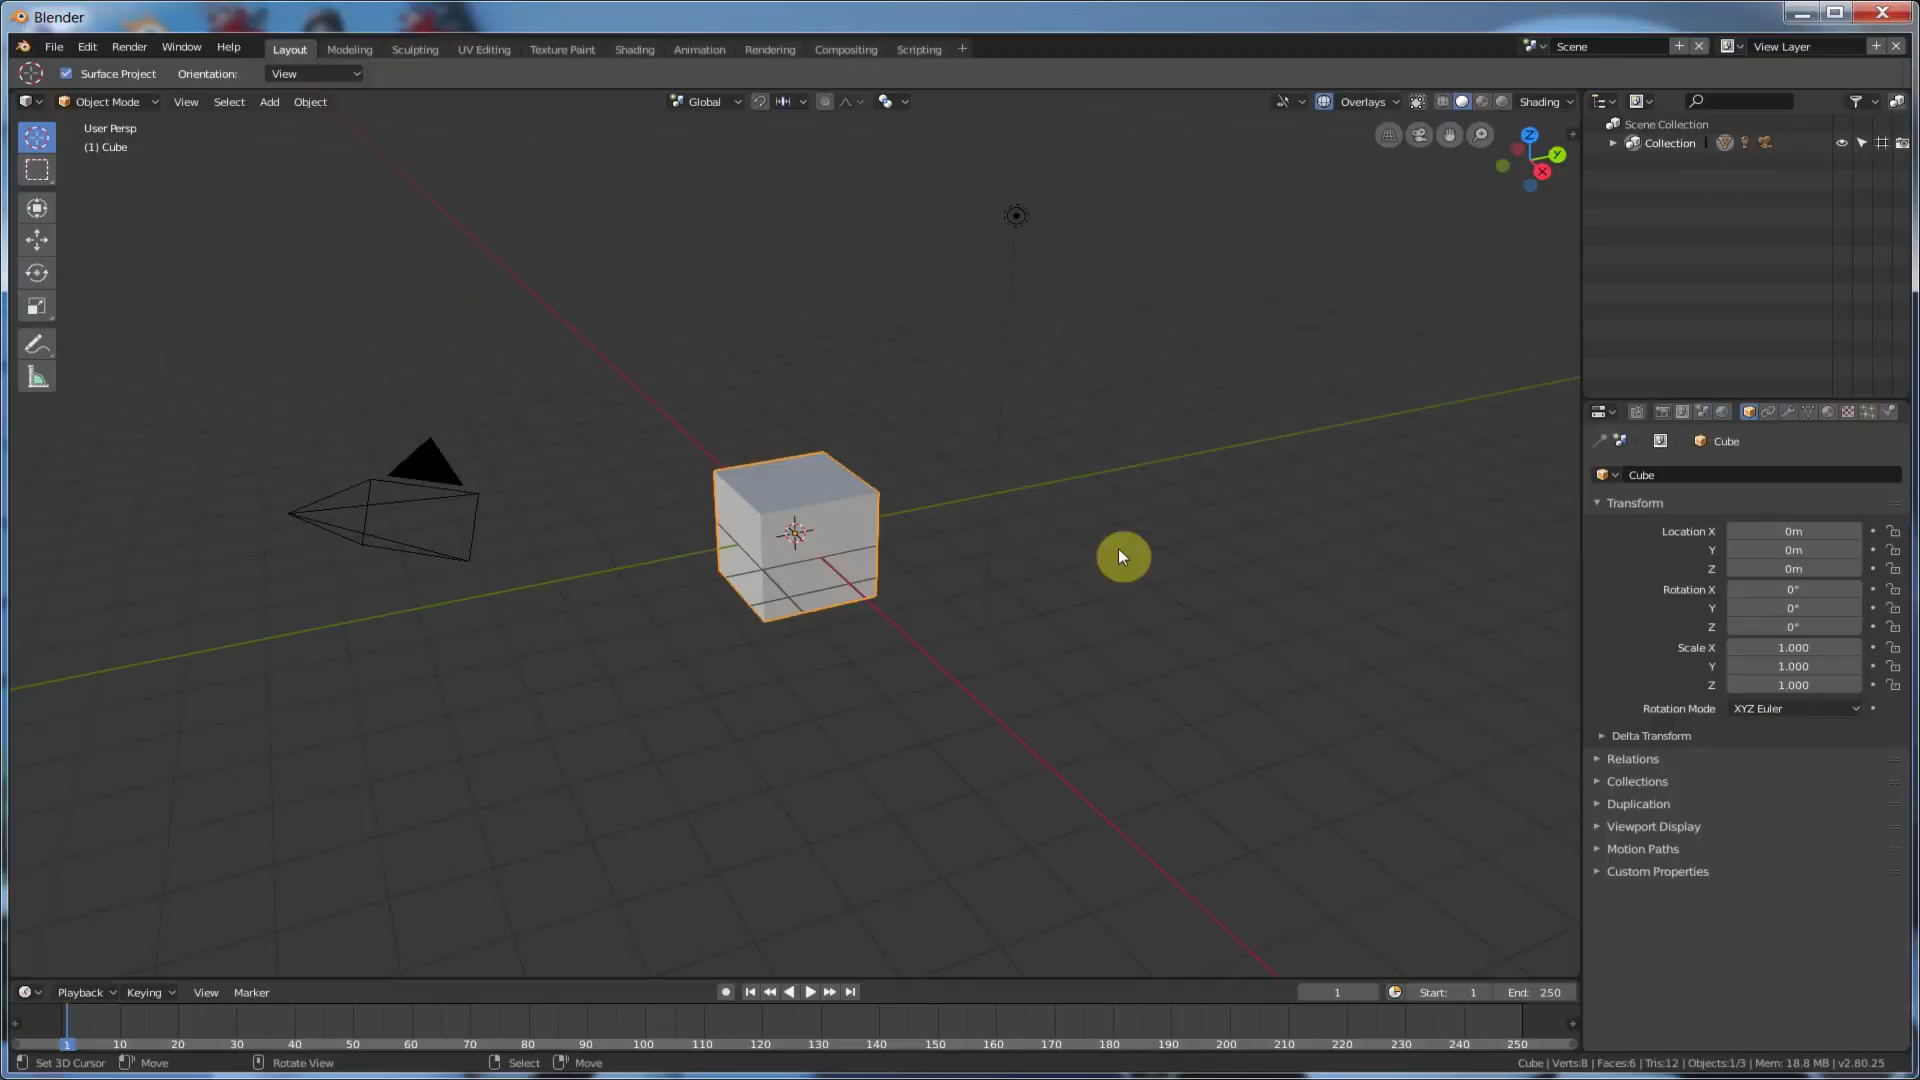 Blender
File Edit Render Window Help Layout Modeling Sculpting UV Editing Texture Paint Shading Animation Rendering Compositing Scripting + Scene View Layer
Surface Project Orientation: View
Object Mode View Select Add Object Global Overlays Shading
User Persp
(1) Cube
Z
Y
X
Scene Collection
Collection
Cube
Cube
Transform
Location X 0m
Y 0m
Z 0m
Rotation X 0°
Y 0°
Z 0°
Scale X 1.000
Y 1.000
Z 1.000
Rotation Mode XYZ Euler
Delta Transform
Relations
Collections
Duplication
Viewport Display
Motion Paths
Custom Properties
Playback Keying View Marker 1 Start: 1 End: 250
1 10 20 30 40 50 60 70 80 90 100 110 120 130 140 150 160 170 180 190 200 210 220 230 240 250
Set 3D Cursor Move Rotate View Select Move Cube | Verts:8 | Faces:6 | Tris:12 | Objects:1/3 | Mem: 18.8 MB | v2.80.25